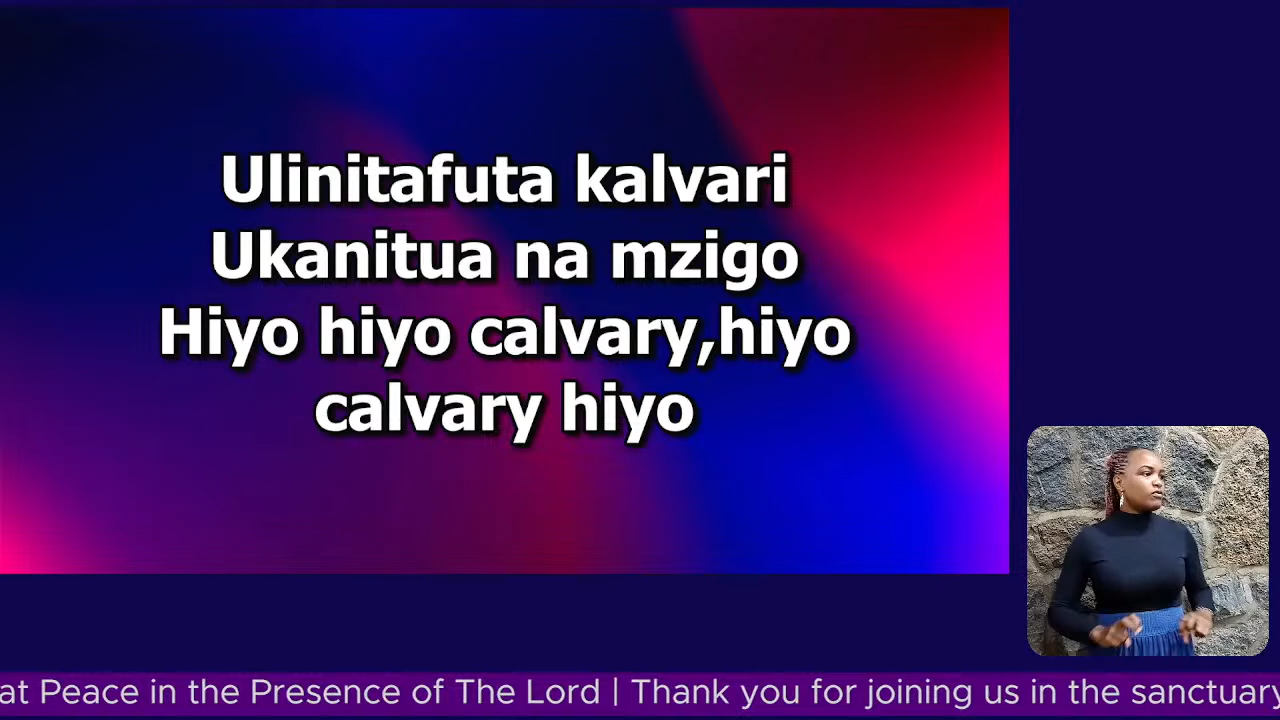 Ulinitafuta kalvari
Ukanitua na mzigo
Hiyo hiyo calvary,hiyo
calvary hiyo
at Peace in the Presence of The Lord | Thank you for joining us in the sanctuary